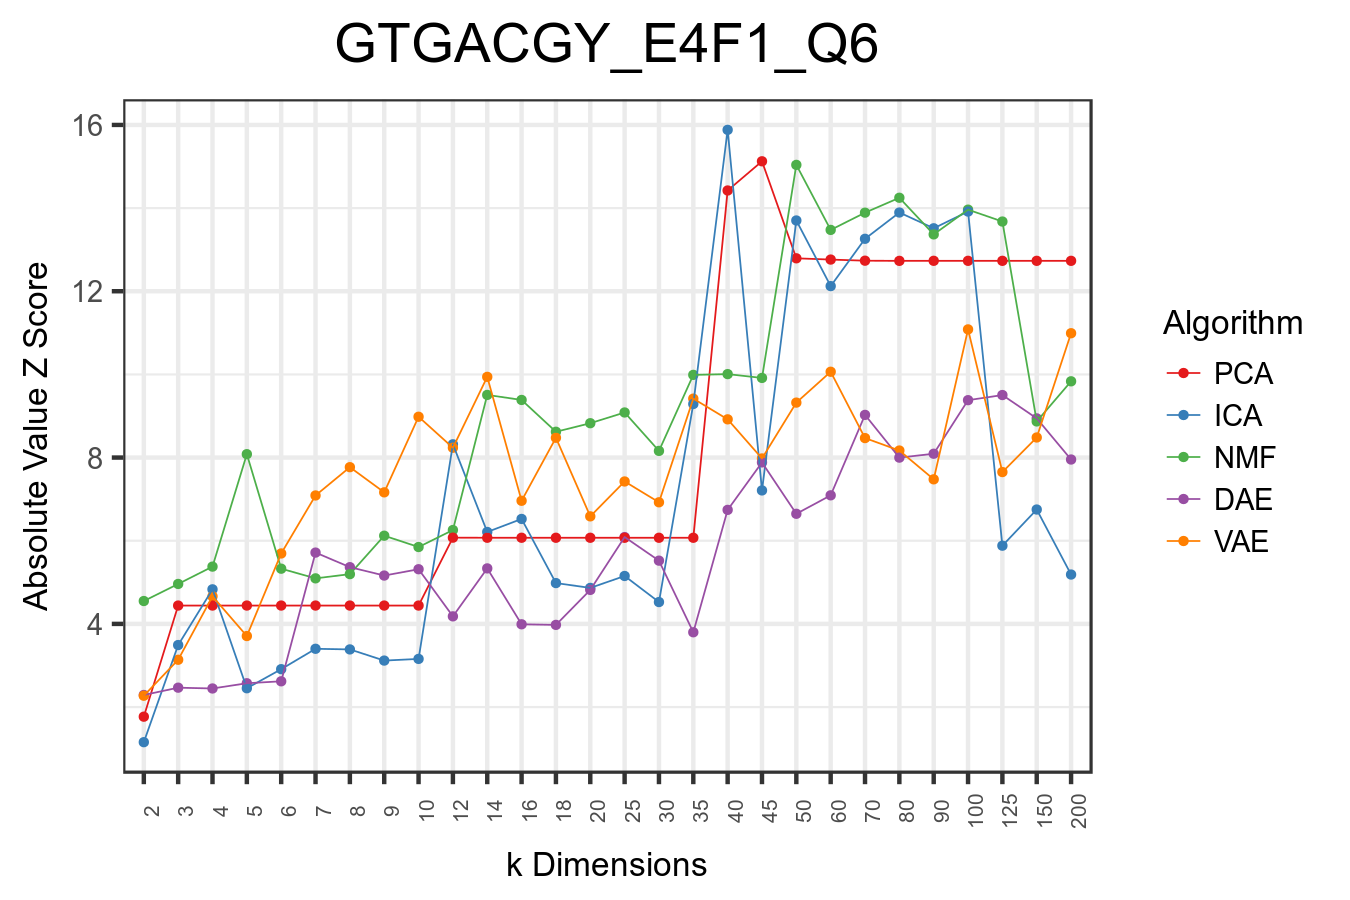 GTGACGY_E4F1_Q6
Absolute Value Z Score
16
12
8
4
2 3 4 5 6 7 8 9 10 12 14 16 18 20 25 30 35 40 45 50 60 70 80 90 100 125 150 200
k Dimensions
Algorithm
PCA
ICA
NMF
DAE
VAE